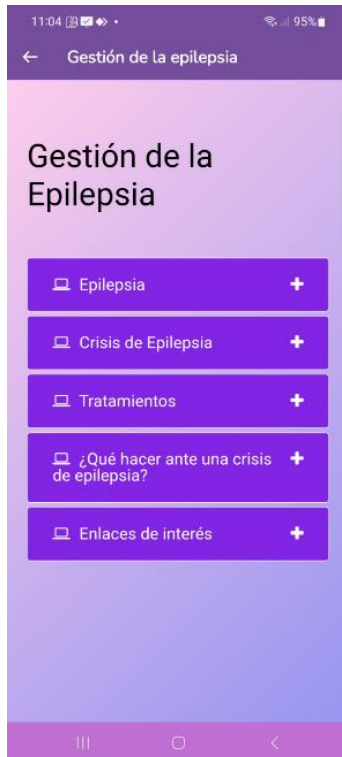 11:04
95%
Gestión de la epilepsia
Gestión de la
Epilepsia
Epilepsia
Crisis de Epilepsia
Tratamientos
¿Qué hacer ante una crisis
de epilepsia?
Enlaces de interés